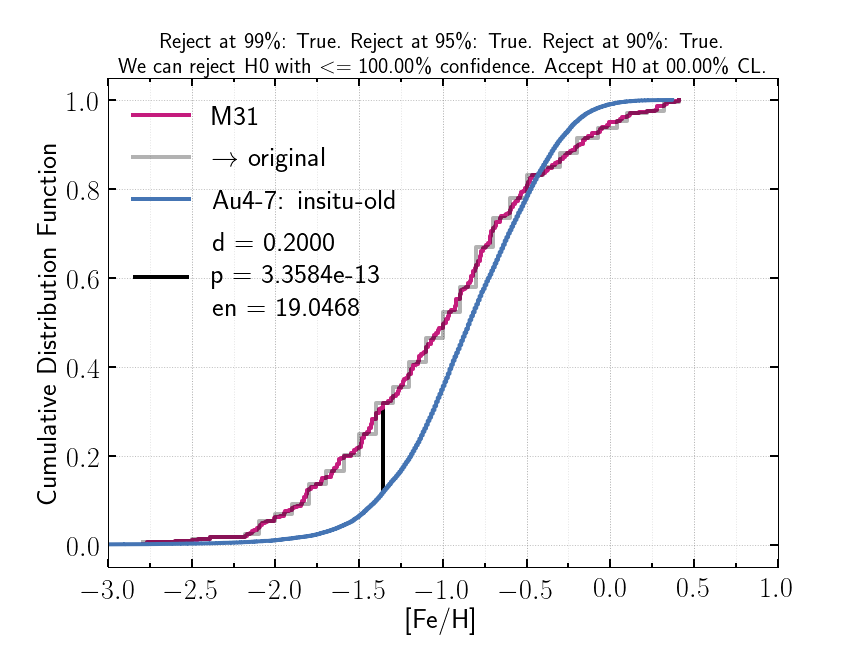 Reject at 99%: True. Reject at 95%: True. Reject at 90%: True.
We can reject H0 with <= 100.00% confidence. Accept H0 at 00.00% CL.
M31
→ original
Au4-7: insitu-old
d = 0.2000
p = 3.3584e-13
en = 19.0468
Cumulative Distribution Function
1.0
0.8
0.6
0.4
0.2
0.0
−3.0 −2.5 −2.0 −1.5 −1.0 −0.5 0.0 0.5 1.0
[Fe/H]